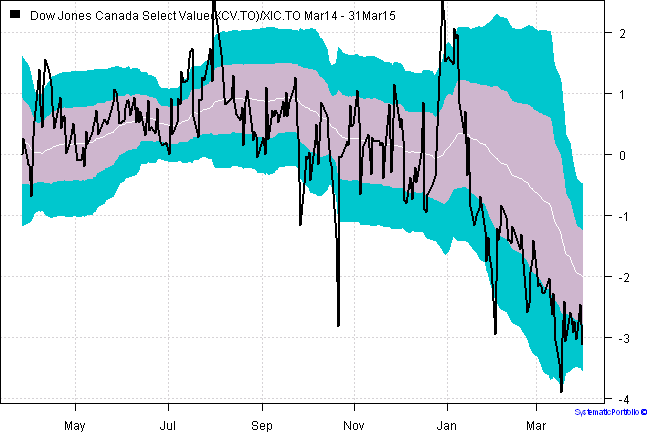 Dow Jones Canada Select Value(XCV.TO)/XIC.TO Mar14 - 31Mar15
2
1
0
-1
-2
-3
-4
SystematicPortfolio ©
May Jul Sep Nov Jan Mar